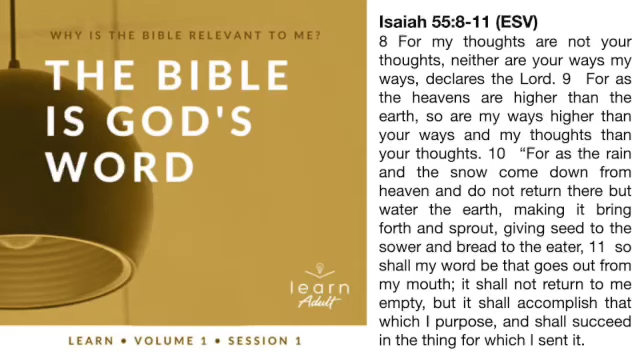 WHY IS THE BIBLE RELEVANT TO ME?
THE BIBLE
IS GOD'S
WORD
learn
Adult
LEARN • VOLUME 1 • SESSION 1
Isaiah 55:8-11 (ESV)
8 For my thoughts are not your
thoughts, neither are your ways my
ways, declares the Lord. 9 For as
the heavens are higher than the
earth, so are my ways higher than
your ways and my thoughts than
your thoughts. 10 “For as the rain
and the snow come down from
heaven and do not return there but
water the earth, making it bring
forth and sprout, giving seed to the
sower and bread to the eater, 11 so
shall my word be that goes out from
my mouth; it shall not return to me
empty, but it shall accomplish that
which I purpose, and shall succeed
in the thing for which I sent it.